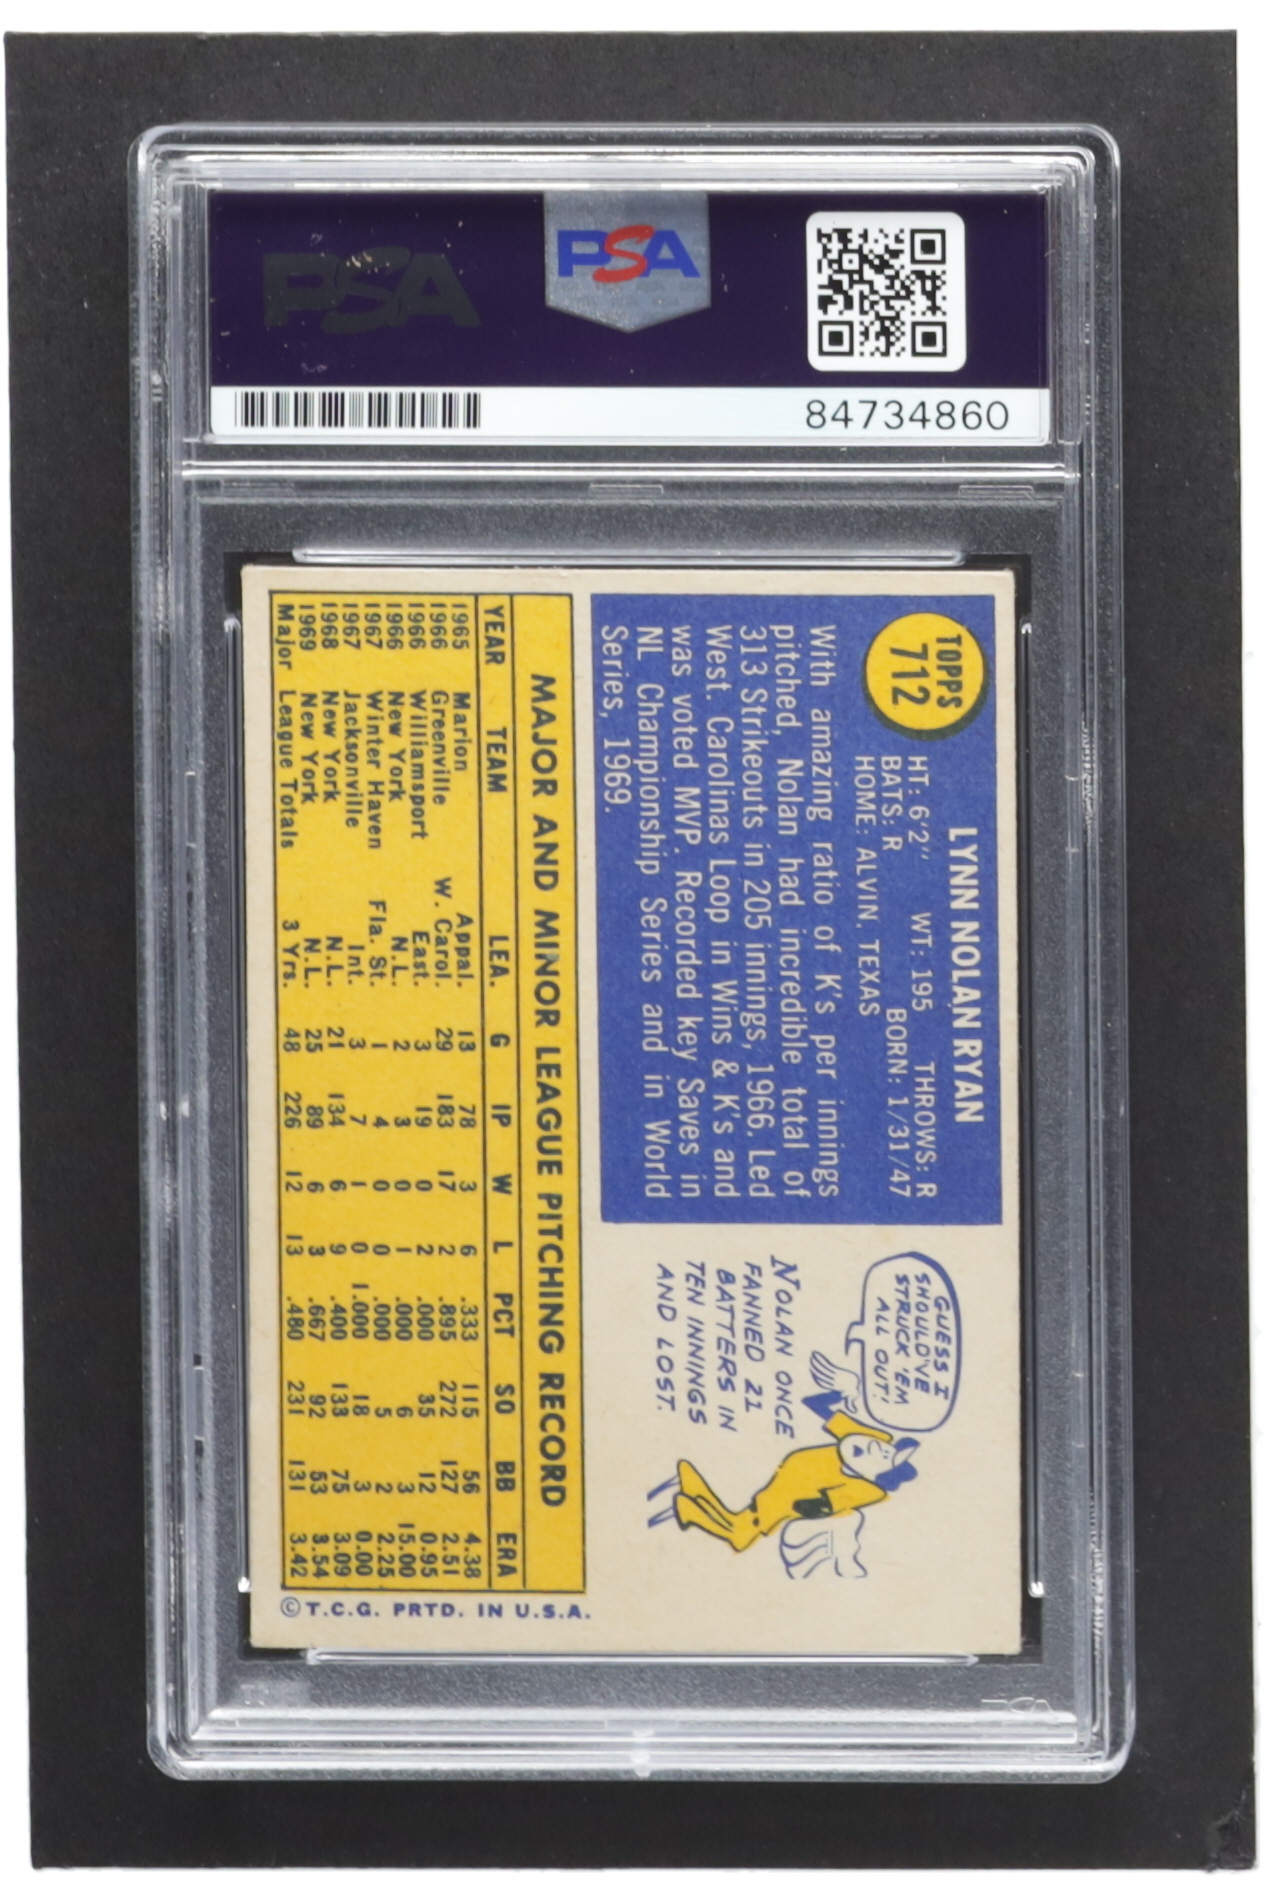 PSA
PSA
84734860
TOPPS
712
LYNN NOLAN RYAN
HT: 6'2" WT: 195 THROWS: R
BATS: R BORN: 1/31/47
HOME: ALVIN, TEXAS
With amazing ratio of K's per innings
pitched, Nolan had incredible total of
313 Strikeouts in 205 innings, 1966. Led
West. Carolinas Loop in Wins & K's and
was voted MVP. Recorded key Saves in
NL Championship Series and in World
Series, 1969.
GUESS I
SHOULD'VE
STRUCK 'EM
ALL OUT!
NOLAN ONCE
FANNED 21
BATTERS IN
TEN INNINGS
AND LOST.
MAJOR AND MINOR LEAGUE PITCHING RECORD
YEAR TEAM LEA. G IP W L PCT SO BB ERA
1965 Marion Appal. 13 78 3 6 .333 115 56 4.38
1966 Greenville W. Carol. 29 183 17 2 .895 272 127 2.51
1966 Williamsport East. 3 19 0 2 .000 35 12 0.95
1966 New York N.L. 2 3 0 1 .000 6 3 15.00
1967 Winter Haven Fla. St. 1 4 0 0 .000 5 2 2.25
1967 Jacksonville Int. 3 7 1 0 1.000 18 3 0.00
1968 New York N.L. 21 134 6 9 .400 133 75 3.09
1969 New York N.L. 25 89 6 3 .667 92 53 3.54
Major League Totals 3 Yrs. 48 226 12 13 .480 231 131 3.42
© T.C.G. PRTD. IN U.S.A.